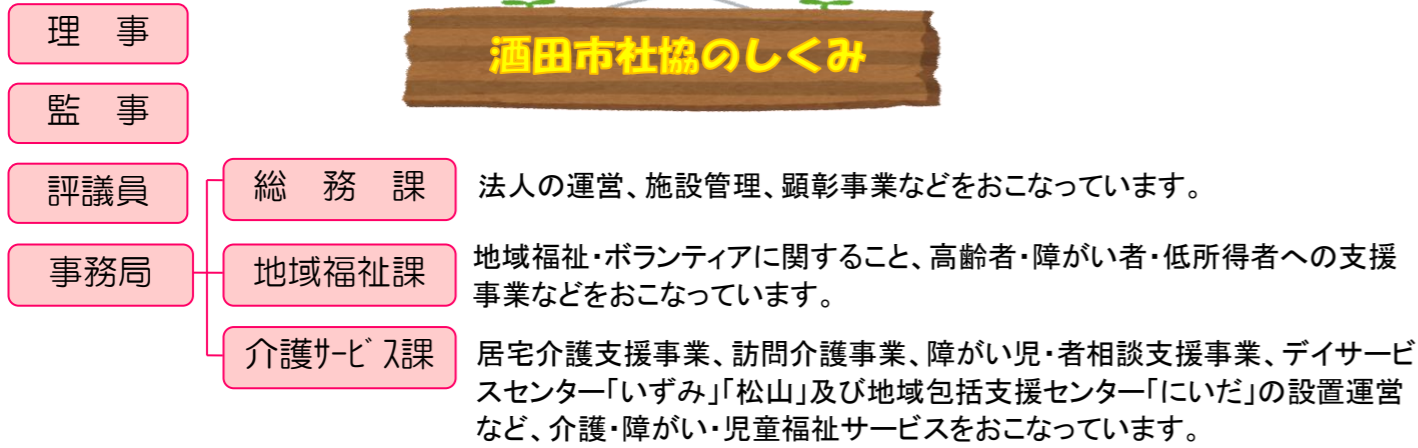 酒田市社協のしくみ
理　事
監　事
評議員
事務局
総　務　課
法人の運営、施設管理、顕彰事業などをおこなっています。
地域福祉課
地域福祉・ボランティアに関すること、高齢者・障がい者・低所得者への支援
事業などをおこなっています。
介護ｻｰﾋﾞｽ課
居宅介護支援事業、訪問介護事業、障がい児・者相談支援事業、デイサービ
スセンター「いずみ」「松山」及び地域包括支援センター「にいだ」の設置運営
など、介護・障がい・児童福祉サービスをおこなっています。